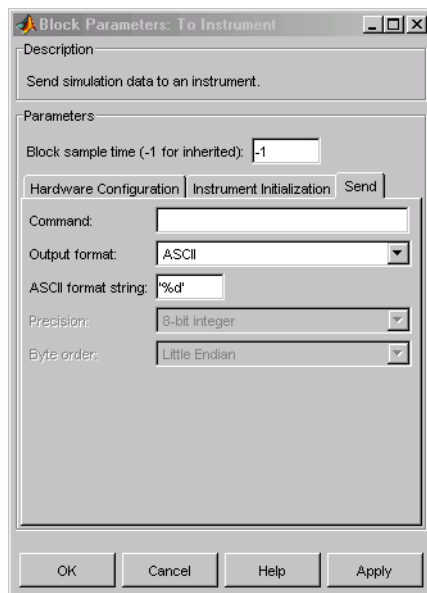 Block Parameters: To Instrument
Description
Send simulation data to an instrument.
Parameters
Block sample time (-1 for inherited): -1
Hardware Configuration Instrument Initialization Send
Command:
Output format: ASCII
ASCII format string: '%d'
Precision: 8-bit integer
Byte order: Little Endian
OK Cancel Help Apply